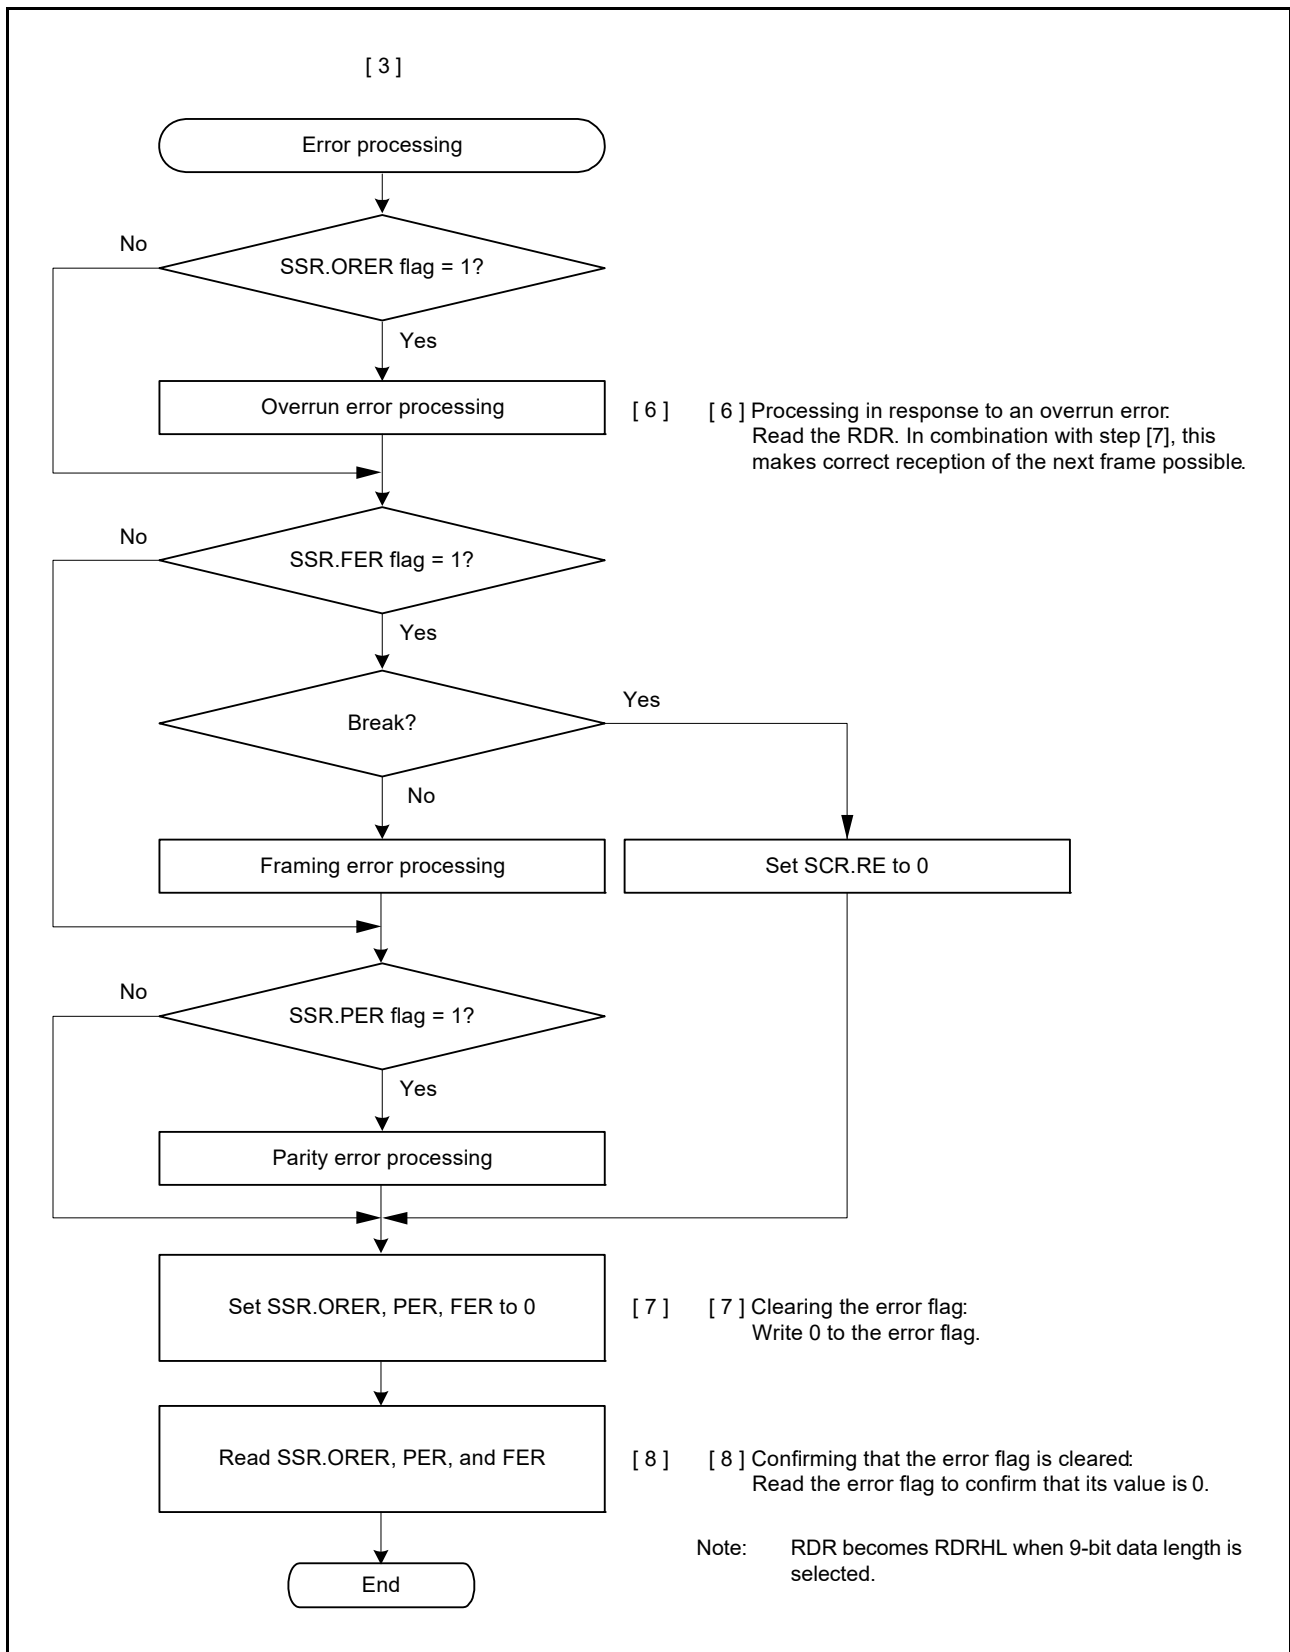 [ 3 ]
Error processing
No
SSR.ORER flag = 1?
Yes
Overrun error processing
[ 6 ]
[ 6 ] Processing in response to an overrun error:
Read the RDR. In combination with step [7], this
makes correct reception of the next frame possible.
No
SSR.FER flag = 1?
Yes
Break?
Yes
No
Framing error processing
Set SCR.RE to 0
No
SSR.PER flag = 1?
Yes
Parity error processing
Set SSR.ORER, PER, FER to 0
[ 7 ]
[ 7 ] Clearing the error flag:
Write 0 to the error flag.
Read SSR.ORER, PER, and FER
[ 8 ]
[ 8 ] Confirming that the error flag is cleared:
Read the error flag to confirm that its value is 0.
Note: RDR becomes RDRHL when 9-bit data length is
selected.
End